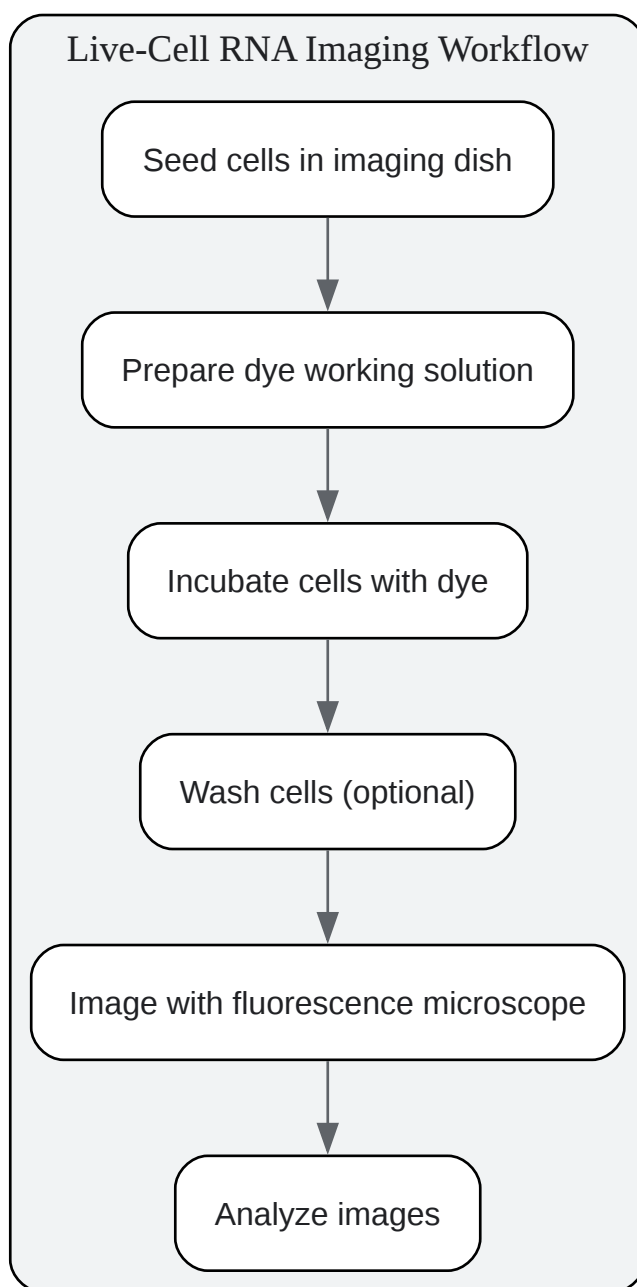 Live-Cell RNA Imaging Workflow
Seed cells in imaging dish
Prepare dye working solution
Incubate cells with dye
Wash cells (optional)
Image with fluorescence microscope
Analyze images